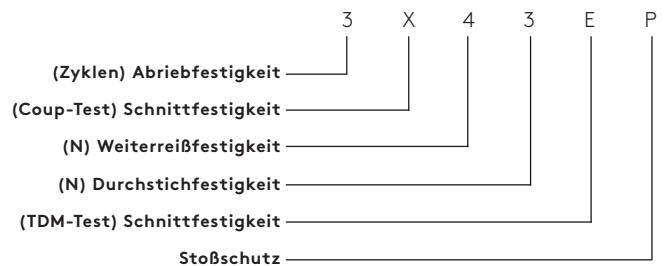 3 X 4 3 E P
(Zyklen) Abriebfestigkeit
(Coup-Test) Schnittfestigkeit
(N) Weiterreißfestigkeit
(N) Durchstichfestigkeit
(TDM-Test) Schnittfestigkeit
Stoßschutz